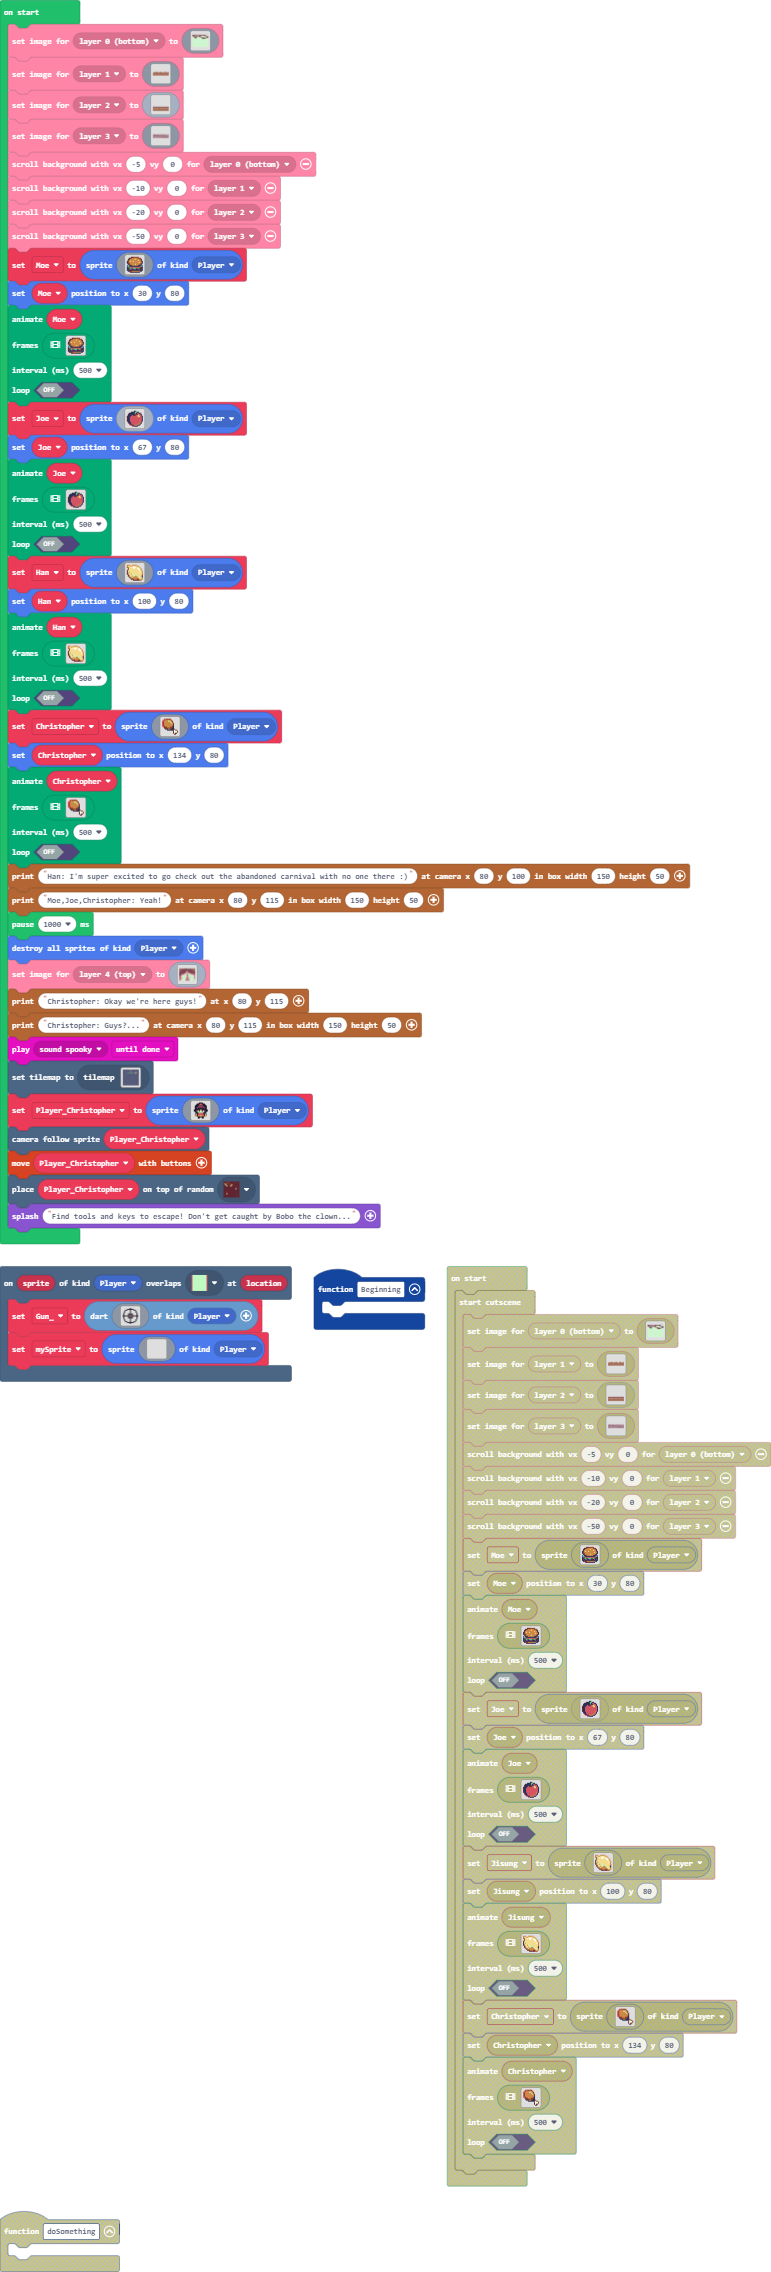 on start
set image for layer 0 (bottom) to
set image for layer 1 to
set image for layer 2 to
set image for layer 3 to
scroll background with vx -5 vy 0 for layer 0 (bottom)
scroll background with vx -10 vy 0 for layer 1
scroll background with vx -20 vy 0 for layer 2
scroll background with vx -50 vy 0 for layer 3
set Moe to sprite of kind Player
set Moe position to x 30 y 80
animate Moe
frames
interval (ms) 500
loop OFF
set Joe to sprite of kind Player
set Joe position to x 67 y 80
animate Joe
frames
interval (ms) 500
loop OFF
set Han to sprite of kind Player
set Han position to x 100 y 80
animate Han
frames
interval (ms) 500
loop OFF
set Christopher to sprite of kind Player
set Christopher position to x 134 y 80
animate Christopher
frames
interval (ms) 500
loop OFF
print "Han: I'm super excited to go check out the abandoned carnival with no one there :)" at camera x 80 y 100 in box width 150 height 50
print "Moe,Joe,Christopher: Yeah!" at camera x 80 y 115 in box width 150 height 50
pause 1000 ms
destroy all sprites of kind Player
set image for layer 4 (top) to
print "Christopher: Okay we're here guys!" at x 80 y 115
print "Christopher: Guys?..." at camera x 80 y 115 in box width 150 height 50
play sound spooky until done
set tilemap to tilemap
set Player_Christopher to sprite of kind Player
camera follow sprite Player_Christopher
move Player_Christopher with buttons
place Player_Christopher on top of random
splash "Find tools and keys to escape! Don't get caught by Bobo the clown..."
on sprite of kind Player overlaps at location
set Gun_ to dart of kind Player
set mySprite to sprite of kind Player
function Beginning
on start
start cutscene
set image for layer 0 (bottom) to
set image for layer 1 to
set image for layer 2 to
set image for layer 3 to
scroll background with vx -5 vy 0 for layer 0 (bottom)
scroll background with vx -10 vy 0 for layer 1
scroll background with vx -20 vy 0 for layer 2
scroll background with vx -50 vy 0 for layer 3
set Moe to sprite of kind Player
set Moe position to x 30 y 80
animate Moe
frames
interval (ms) 500
loop OFF
set Joe to sprite of kind Player
set Joe position to x 67 y 80
animate Joe
frames
interval (ms) 500
loop OFF
set Jisung to sprite of kind Player
set Jisung position to x 100 y 80
animate Jisung
frames
interval (ms) 500
loop OFF
set Christopher to sprite of kind Player
set Christopher position to x 134 y 80
animate Christopher
frames
interval (ms) 500
loop OFF
function doSomething